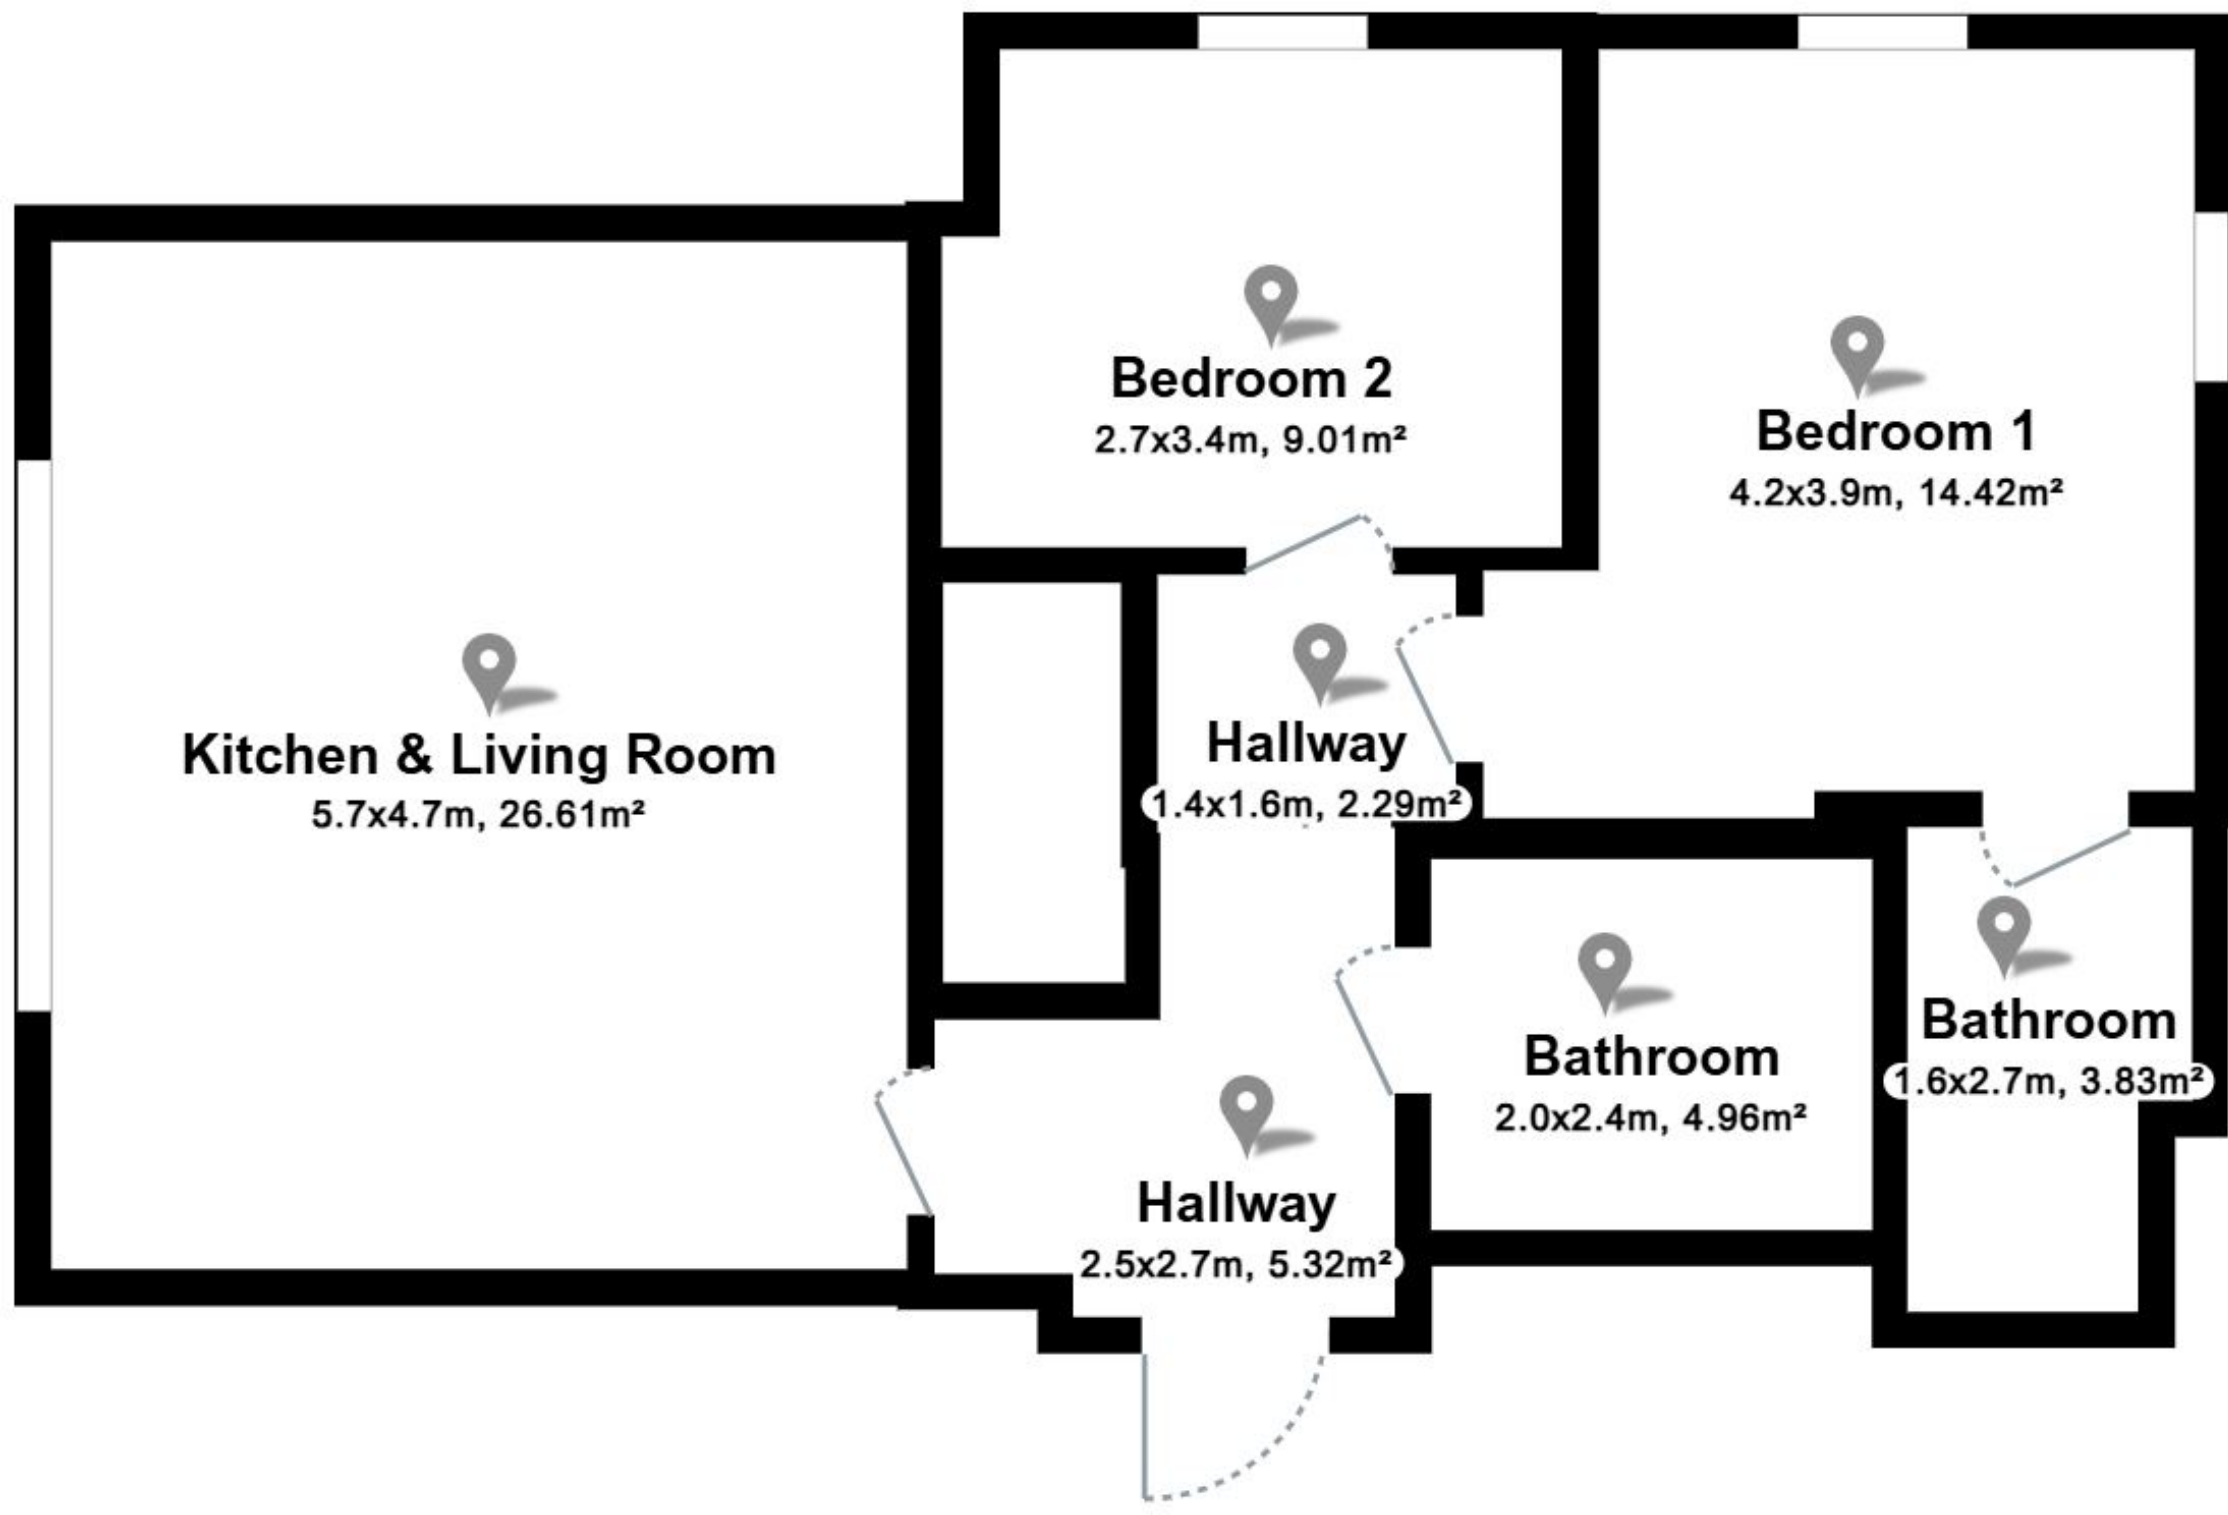 Bedroom 2
2.7x3.4m, 9.01m²
Bedroom 1
4.2x3.9m, 14.42m²
Kitchen & Living Room
5.7x4.7m, 26.61m²
Hallway
1.4x1.6m, 2.29m²
Bathroom
2.0x2.4m, 4.96m²
Bathroom
1.6x2.7m, 3.83m²
Hallway
2.5x2.7m, 5.32m²